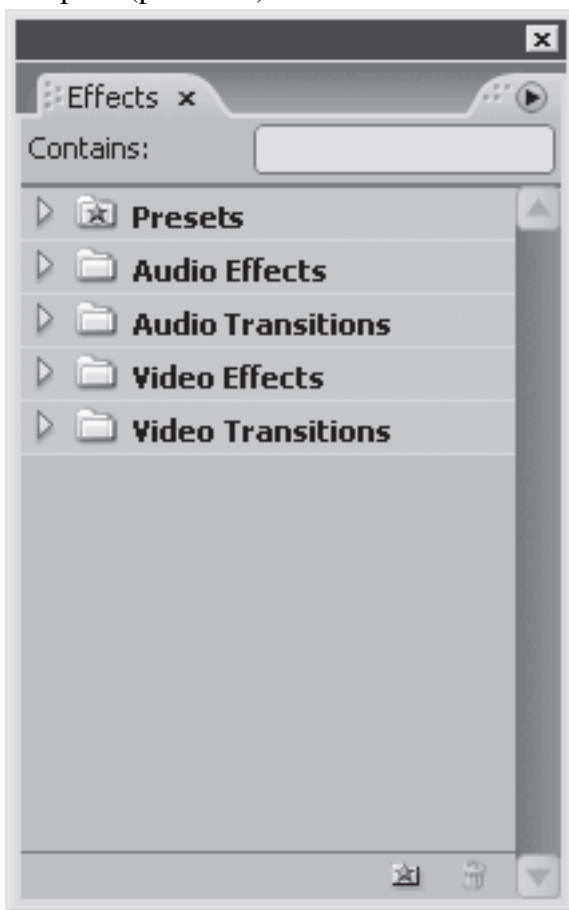 Effects x
Contains:
Presets
Audio Effects
Audio Transitions
Video Effects
Video Transitions